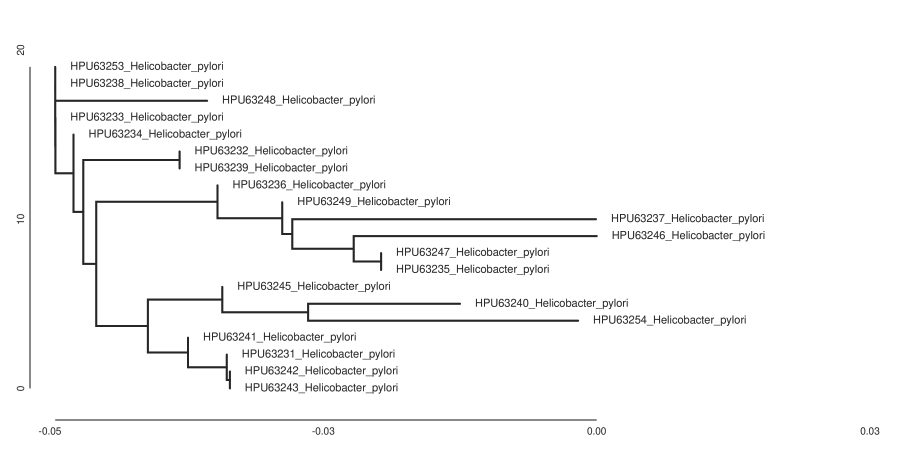 20
HPU63253_Helicobacter_pylori
HPU63238_Helicobacter_pylori
HPU63248_Helicobacter_pylori
HPU63233_Helicobacter_pylori
HPU63234_Helicobacter_pylori
HPU63232_Helicobacter_pylori
HPU63239_Helicobacter_pylori
HPU63236_Helicobacter_pylori
HPU63249_Helicobacter_pylori
10
HPU63237_Helicobacter_pylori
HPU63246_Helicobacter_pylori
HPU63247_Helicobacter_pylori
HPU63235_Helicobacter_pylori
HPU63245_Helicobacter_pylori
HPU63240_Helicobacter_pylori
HPU63254_Helicobacter_pylori
HPU63241_Helicobacter_pylori
HPU63231_Helicobacter_pylori
HPU63242_Helicobacter_pylori
0
HPU63243_Helicobacter_pylori
-0.05 -0.03 0.00 0.03